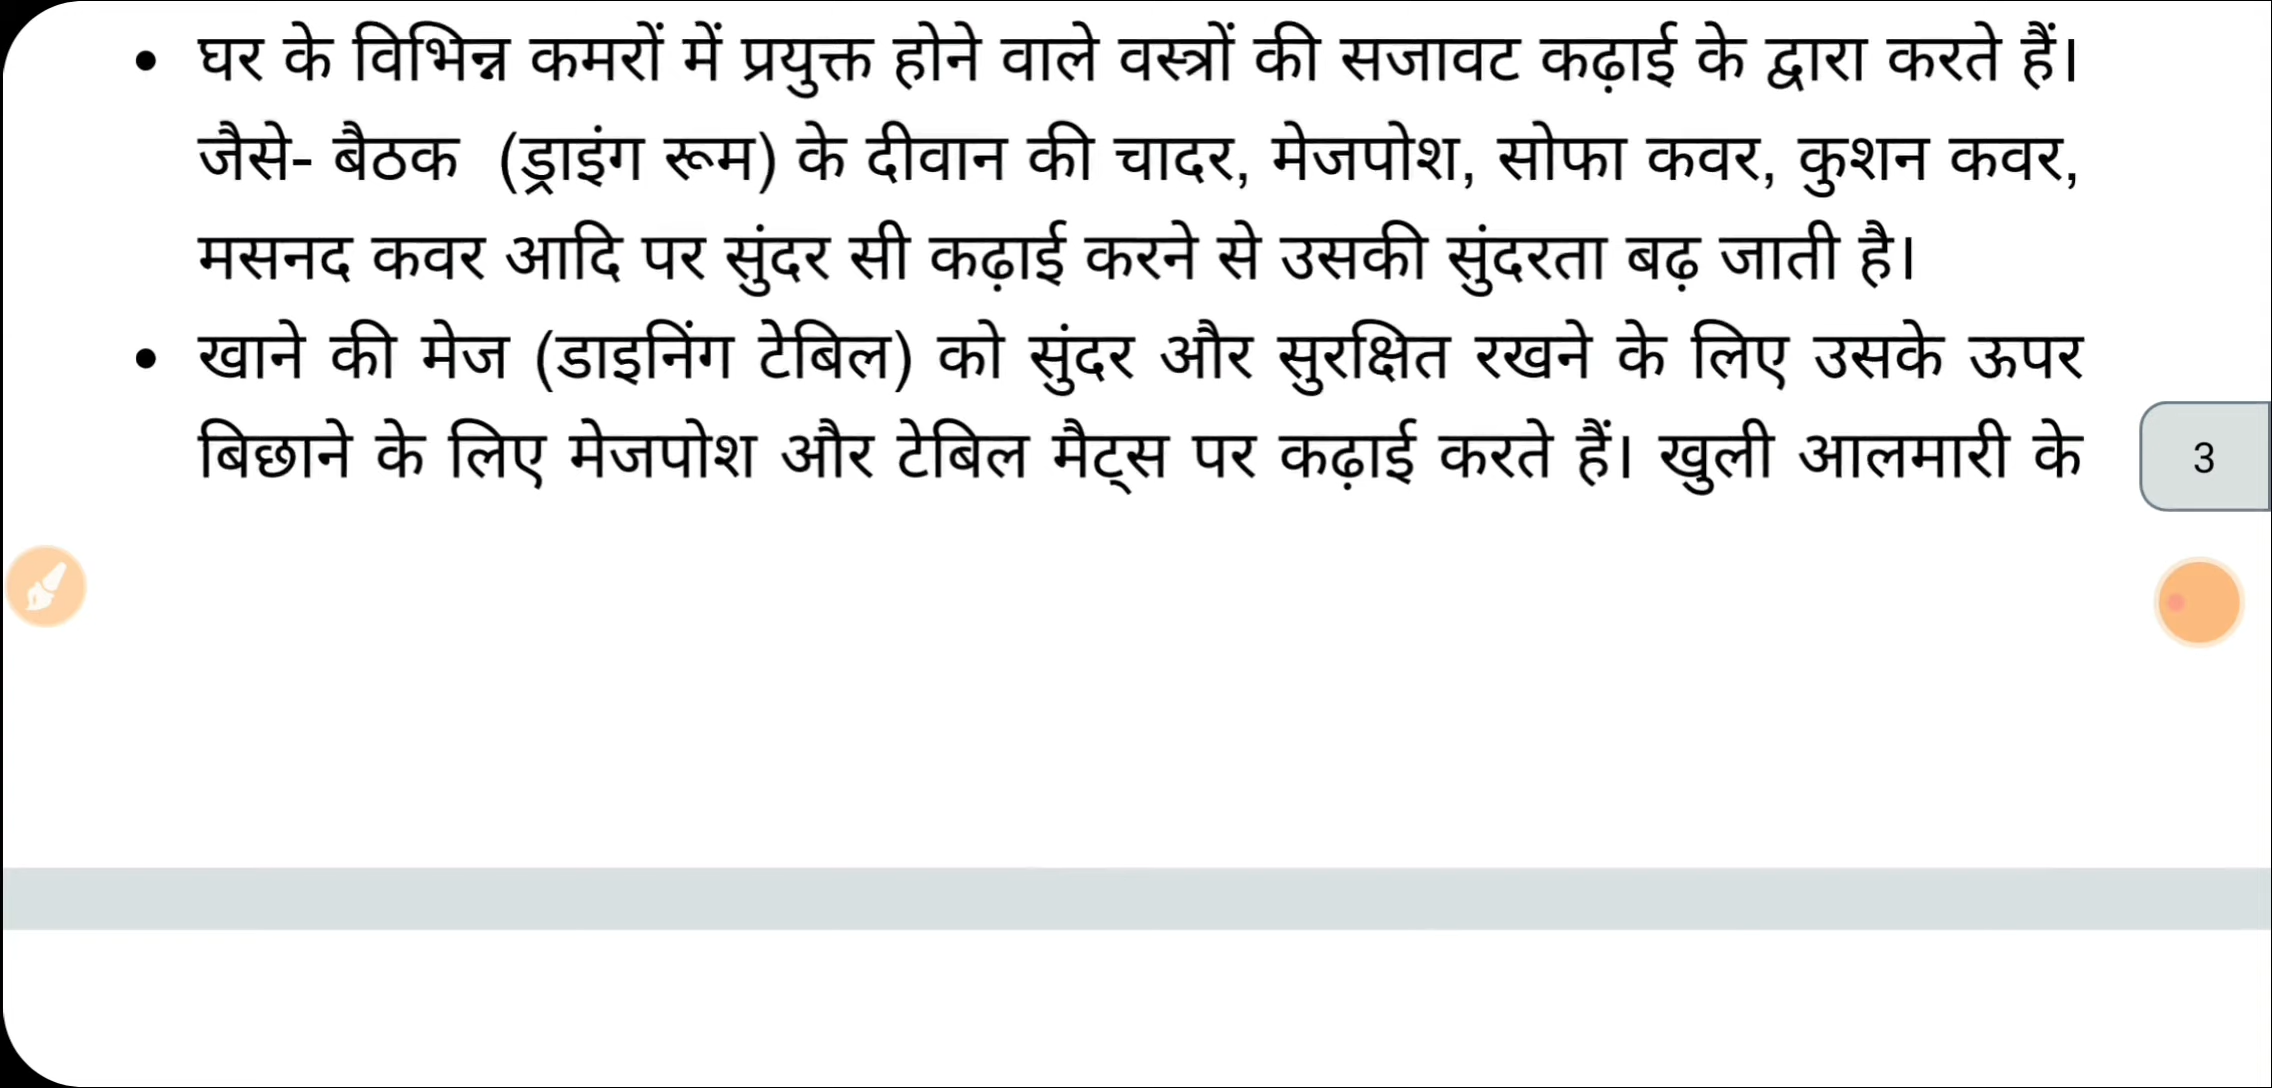 • घर के विभिन्न कमरों में प्रयुक्त होने वाले वस्त्रों की सजावट कढ़ाई के द्वारा करते हैं।
जैसे- बैठक (ड्राइंग रूम) के दीवान की चादर, मेजपोश, सोफा कवर, कुशन कवर,
मसनद कवर आदि पर सुंदर सी कढ़ाई करने से उसकी सुंदरता बढ़ जाती है।
• खाने की मेज (डाइनिंग टेबिल) को सुंदर और सुरक्षित रखने के लिए उसके ऊपर
बिछाने के लिए मेजपोश और टेबिल मैट्स पर कढ़ाई करते हैं। खुली आलमारी के
3